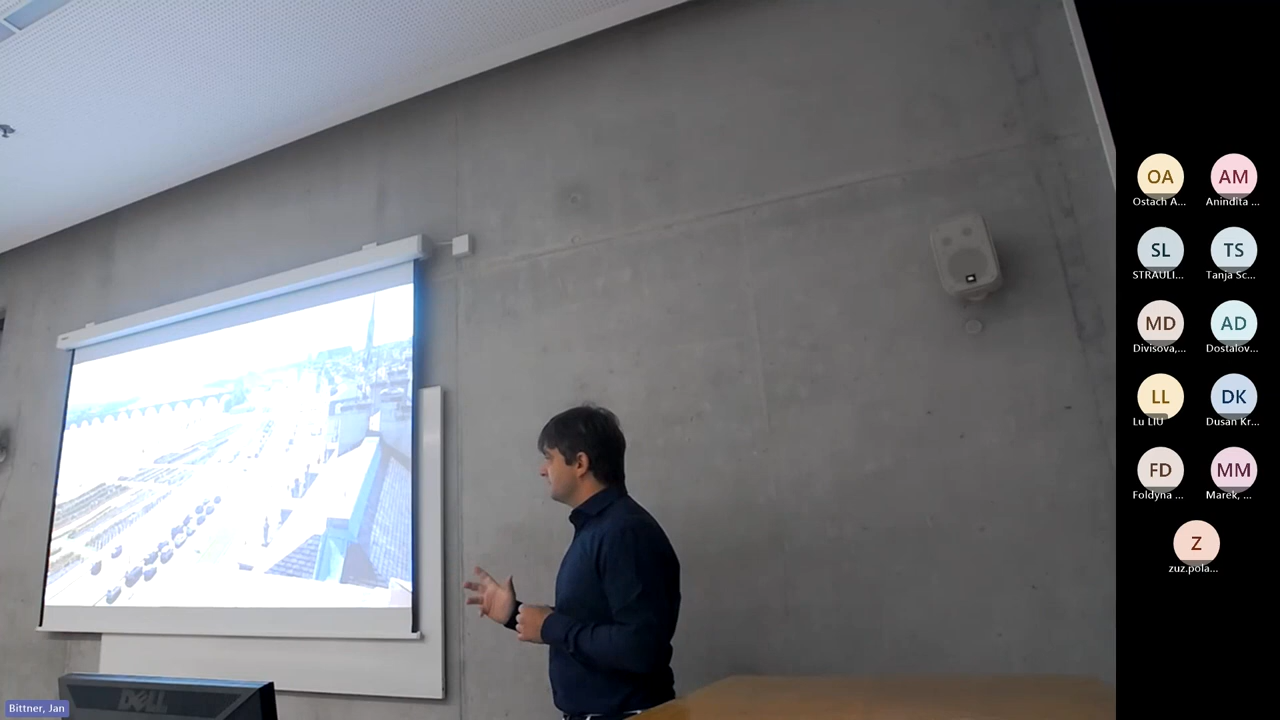 OA
AM
Ostach A...
Anindita ...
SL
TS
STRAULI...
Tanja Sc...
MD
AD
Divisova,...
Dostalov...
LL
DK
Lu LIU
Dusan Kr...
FD
MM
Foldyna ...
Marek, ...
Z
zuz.pola...
DELL
Bittner, Jan